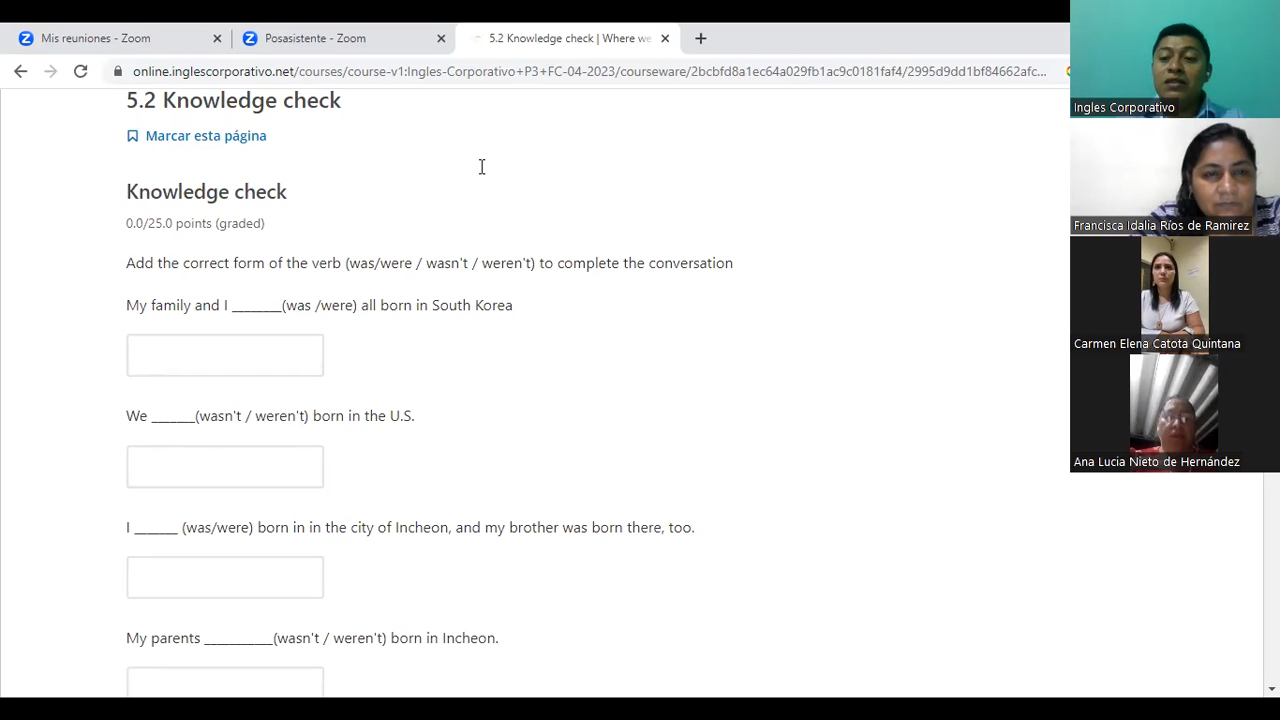 Mis reuniones - Zoom
Posasistente - Zoom
5.2 Knowledge check | Where we
online.inglescorporativo.net/courses/course-v1:Ingles-Corporativo+P3+FC-04-2023/courseware/2bcbfd8a1ec64a029fb1ac9c0181faf4/2995d9dd1bf84662afc...
5.2 Knowledge check
Marcar esta página
Knowledge check
0.0/25.0 points (graded)
Add the correct form of the verb (was/were / wasn't / weren't) to complete the conversation
My family and I ________(was /were) all born in South Korea
We _______(wasn't / weren't) born in the U.S.
I _______ (was/were) born in in the city of Incheon, and my brother was born there, too.
My parents ___________(wasn't / weren't) born in Incheon.
Ingles Corporativo
Francisca Idalia Ríos de Ramirez
Carmen Elena Catota Quintana
Ana Lucia Nieto de Hernández